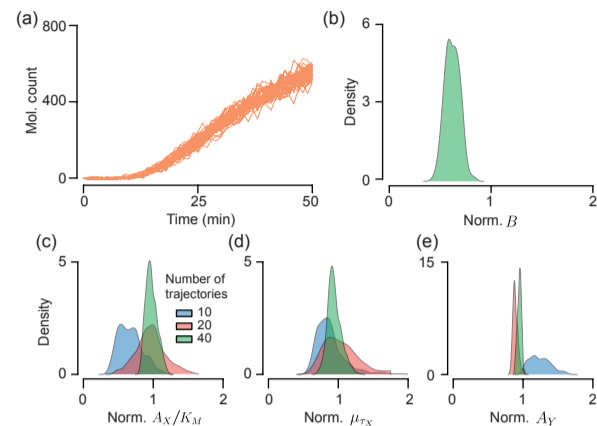 (a)
800
400
0
Mol. count
0
25
50
Time (min)
(b)
6
3
0
Density
0
1
2
Norm. B
(c)
5
0
Density
Number of
trajectories
10
20
40
0
1
2
Norm. A_X/K_M
(d)
5
0
0
1
2
Norm. μ_{τ_X}
(e)
15
0
0
1
2
Norm. A_Y